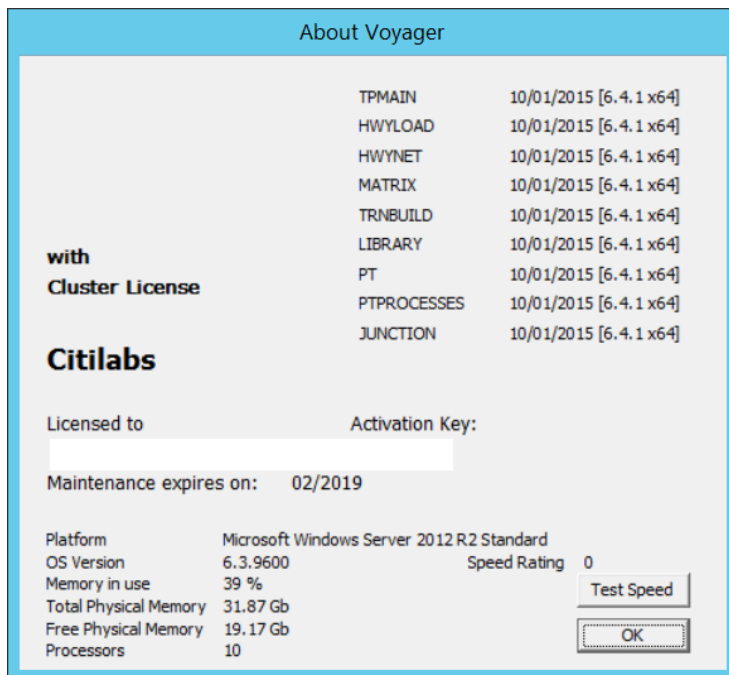 About Voyager
TPMAIN 10/01/2015 [6.4.1 x64]
HWYLOAD 10/01/2015 [6.4.1 x64]
HWYNET 10/01/2015 [6.4.1 x64]
MATRIX 10/01/2015 [6.4.1 x64]
TRNBUILD 10/01/2015 [6.4.1 x64]
LIBRARY 10/01/2015 [6.4.1 x64]
PT 10/01/2015 [6.4.1 x64]
PTPROCESSES 10/01/2015 [6.4.1 x64]
JUNCTION 10/01/2015 [6.4.1 x64]
with
Cluster License
Citilabs
Licensed to Activation Key:
Maintenance expires on: 02/2019
Platform Microsoft Windows Server 2012 R2 Standard
OS Version 6.3.9600 Speed Rating 0
Memory in use 39 %
Test Speed
Total Physical Memory 31.87 Gb
Free Physical Memory 19.17 Gb
OK
Processors 10